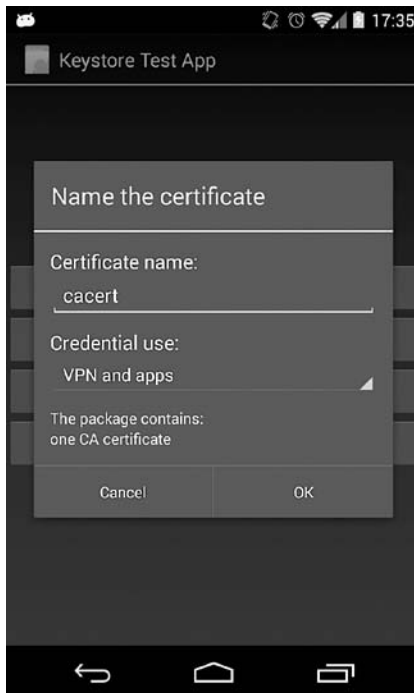 17:35
Keystore Test App
Name the certificate
Certificate name:
cacert
Credential use:
VPN and apps
The package contains:
one CA certificate
Cancel OK